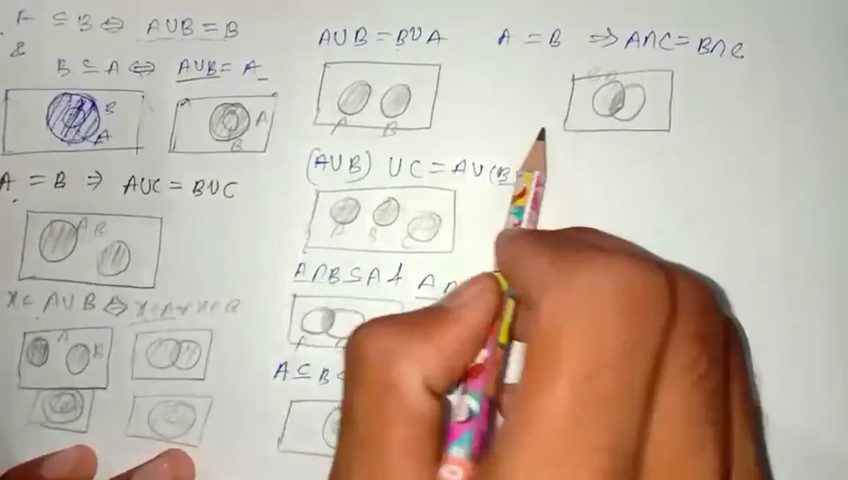 ⊆ B ⇔ A∪B = B
&
B ⊆ A ⇔ A∪B = A
B
A
A
B
A = B ⇒ A∪C = B∪C
A B
x ∈ A∪B ⇔ x ∈ A or x ∈ B
A
B
A∪B = B∪A
A B
(A∪B) ∪ C = A∪(B
A B
A∩B ⊆ A &
A
A ⊆ B
A = B ⇒ A∩C = B∩C